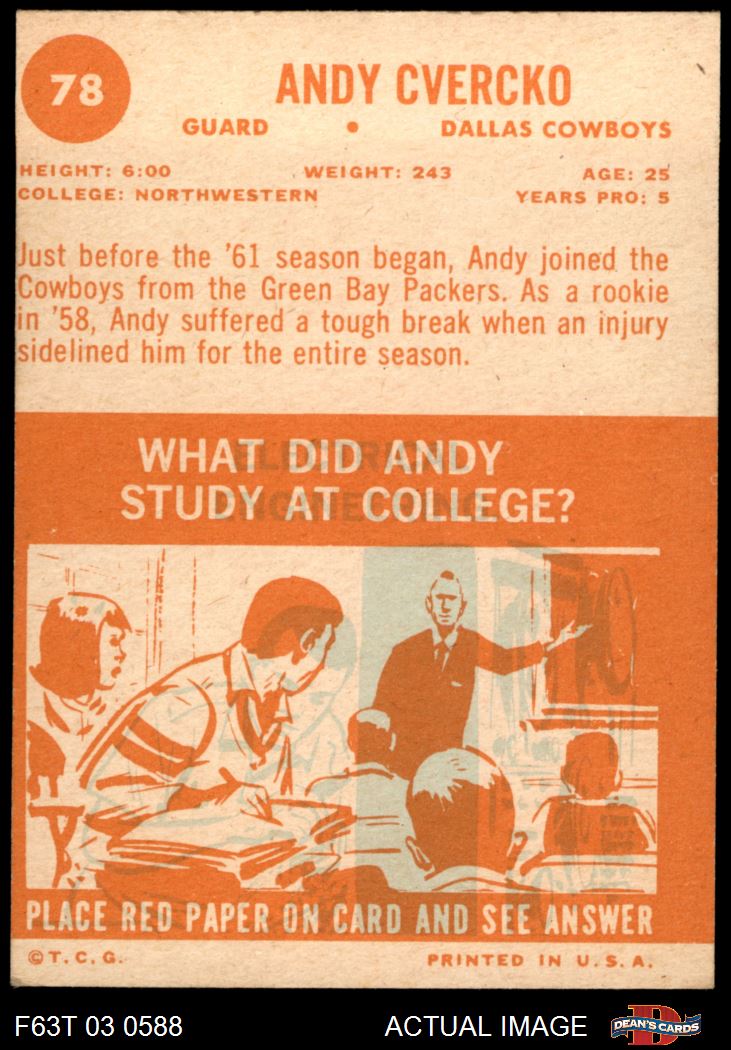 78
ANDY CVERCKO
GUARD • DALLAS COWBOYS
HEIGHT: 6:00 WEIGHT: 243 AGE: 25
COLLEGE: NORTHWESTERN YEARS PRO: 5
Just before the '61 season began, Andy joined the
Cowboys from the Green Bay Packers. As a rookie
in '58, Andy suffered a tough break when an injury
sidelined him for the entire season.
WHAT DID ANDY
STUDY AT COLLEGE?
ELECTRICAL
ENGINEERING
PLACE RED PAPER ON CARD AND SEE ANSWER
©T.C.G. PRINTED IN U.S.A.
F63T 03 0588 ACTUAL IMAGE
DEAN'S CARDS